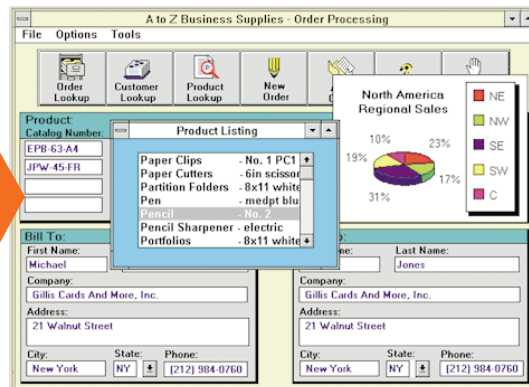 A to Z Business Supplies - Order Processing
File Options Tools
Order Lookup
Customer Lookup
Product Lookup
New Order
North America
Regional Sales
10%
23%
19%
17%
31%
NE
NW
SE
SW
C
Product:
Catalog Number:
EPB-63-A4
JPW-45-FR
Product Listing
Paper Clips - No. 1 PC1
Paper Cutters - 6in scissor
Partition Folders - 8x11 white
Pen - medpt blu
Pencil - No. 2
Pencil Sharpener - electric
Portfolios - 8x11 white
Bill To:
First Name:
Michael
Company:
Gillis Cards And More, Inc.
Address:
21 Walnut Street
City: State: Phone:
New York NY (212) 984-0760
Last Name:
Jones
Company:
Gillis Cards And More, Inc.
Address:
21 Walnut Street
City: State: Phone:
New York NY (212) 984-0760